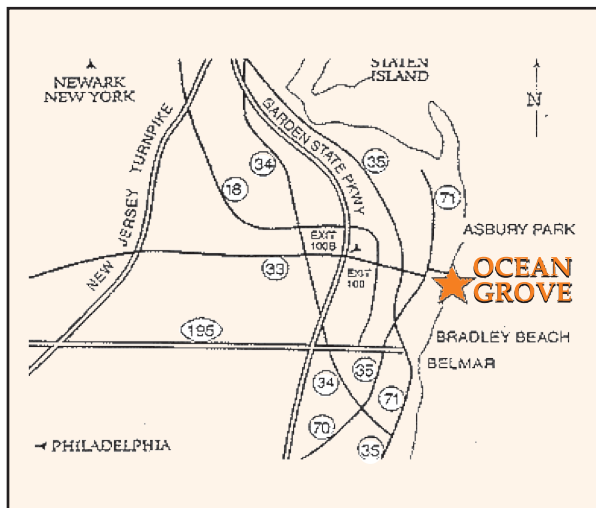 STATEN
ISLAND
NEWARK
NEW YORK
N
NEW JERSEY TURNPIKE
GARDEN STATE PKWY
34
35
18
71
ASBURY PARK
EXIT
100B
33
EXIT
100
OCEAN
GROVE
195
BRADLEY BEACH
BELMAR
34
35
71
70
35
PHILADELPHIA